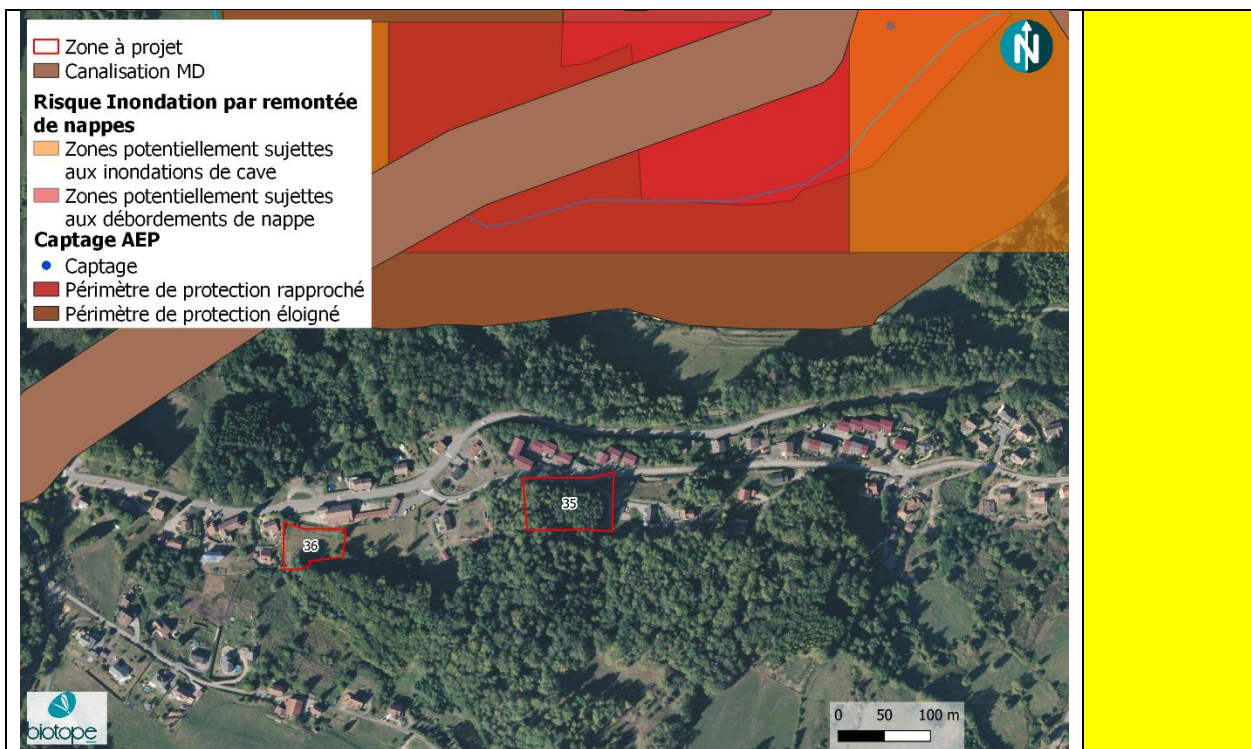 Zone à projet
Canalisation MD
Risque Inondation par remontée
de nappes
Zones potentiellement sujettes
aux inondations de cave
Zones potentiellement sujettes
aux débordements de nappe
Captage AEP
Captage
Périmètre de protection rapproché
Périmètre de protection éloigné
N
35
36
biotope
0 50 100 m